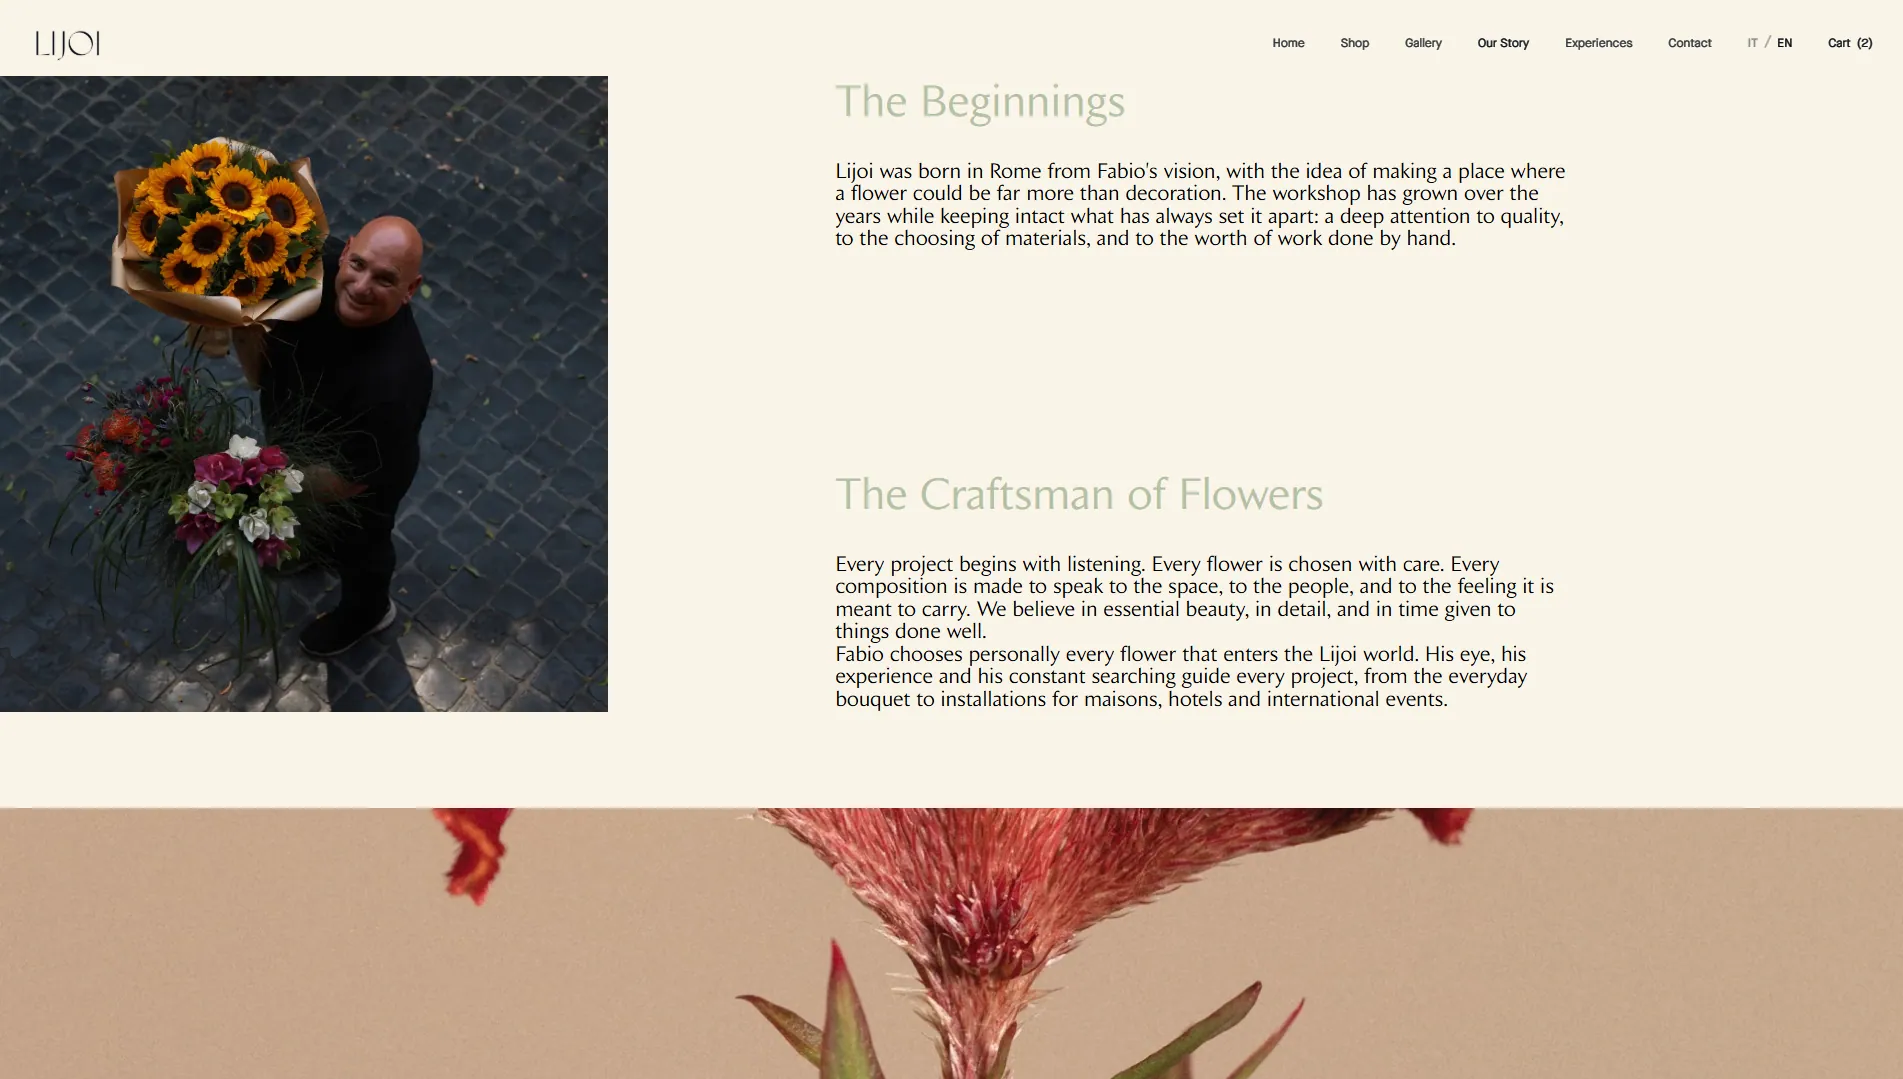 LIJOI
Home Shop Gallery Our Story Experiences Contact IT / EN Cart (2)
The Beginnings
Lijoi was born in Rome from Fabio's vision, with the idea of making a place where
a flower could be far more than decoration. The workshop has grown over the
years while keeping intact what has always set it apart: a deep attention to quality,
to the choosing of materials, and to the worth of work done by hand.
The Craftsman of Flowers
Every project begins with listening. Every flower is chosen with care. Every
composition is made to speak to the space, to the people, and to the feeling it is
meant to carry. We believe in essential beauty, in detail, and in time given to
things done well.
Fabio chooses personally every flower that enters the Lijoi world. His eye, his
experience and his constant searching guide every project, from the everyday
bouquet to installations for maisons, hotels and international events.